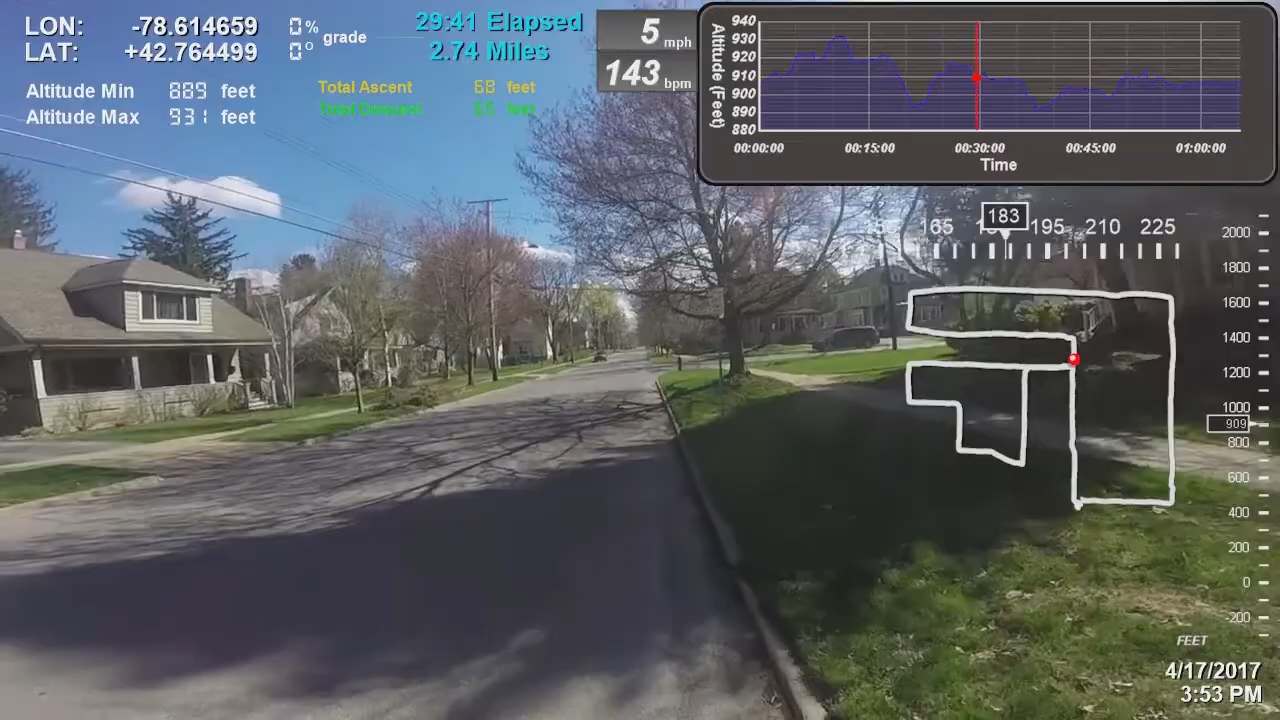 LON: -78.614659
LAT: +42.764499
0% grade
0°
29:41 Elapsed
2.74 Miles
5 mph
143 bpm
Altitude Min 889 feet
Altitude Max 931 feet
Total Ascent 68 feet
Total Descent 65 feet
Altitude (Feet)
940
930
920
910
900
890
880
00:00:00 00:15:00 00:30:00 00:45:00 01:00:00
Time
183
165 195 210 225
2000
1800
1600
1400
1200
1000
909
800
600
400
200
0
-200
FEET
4/17/2017
3:53 PM